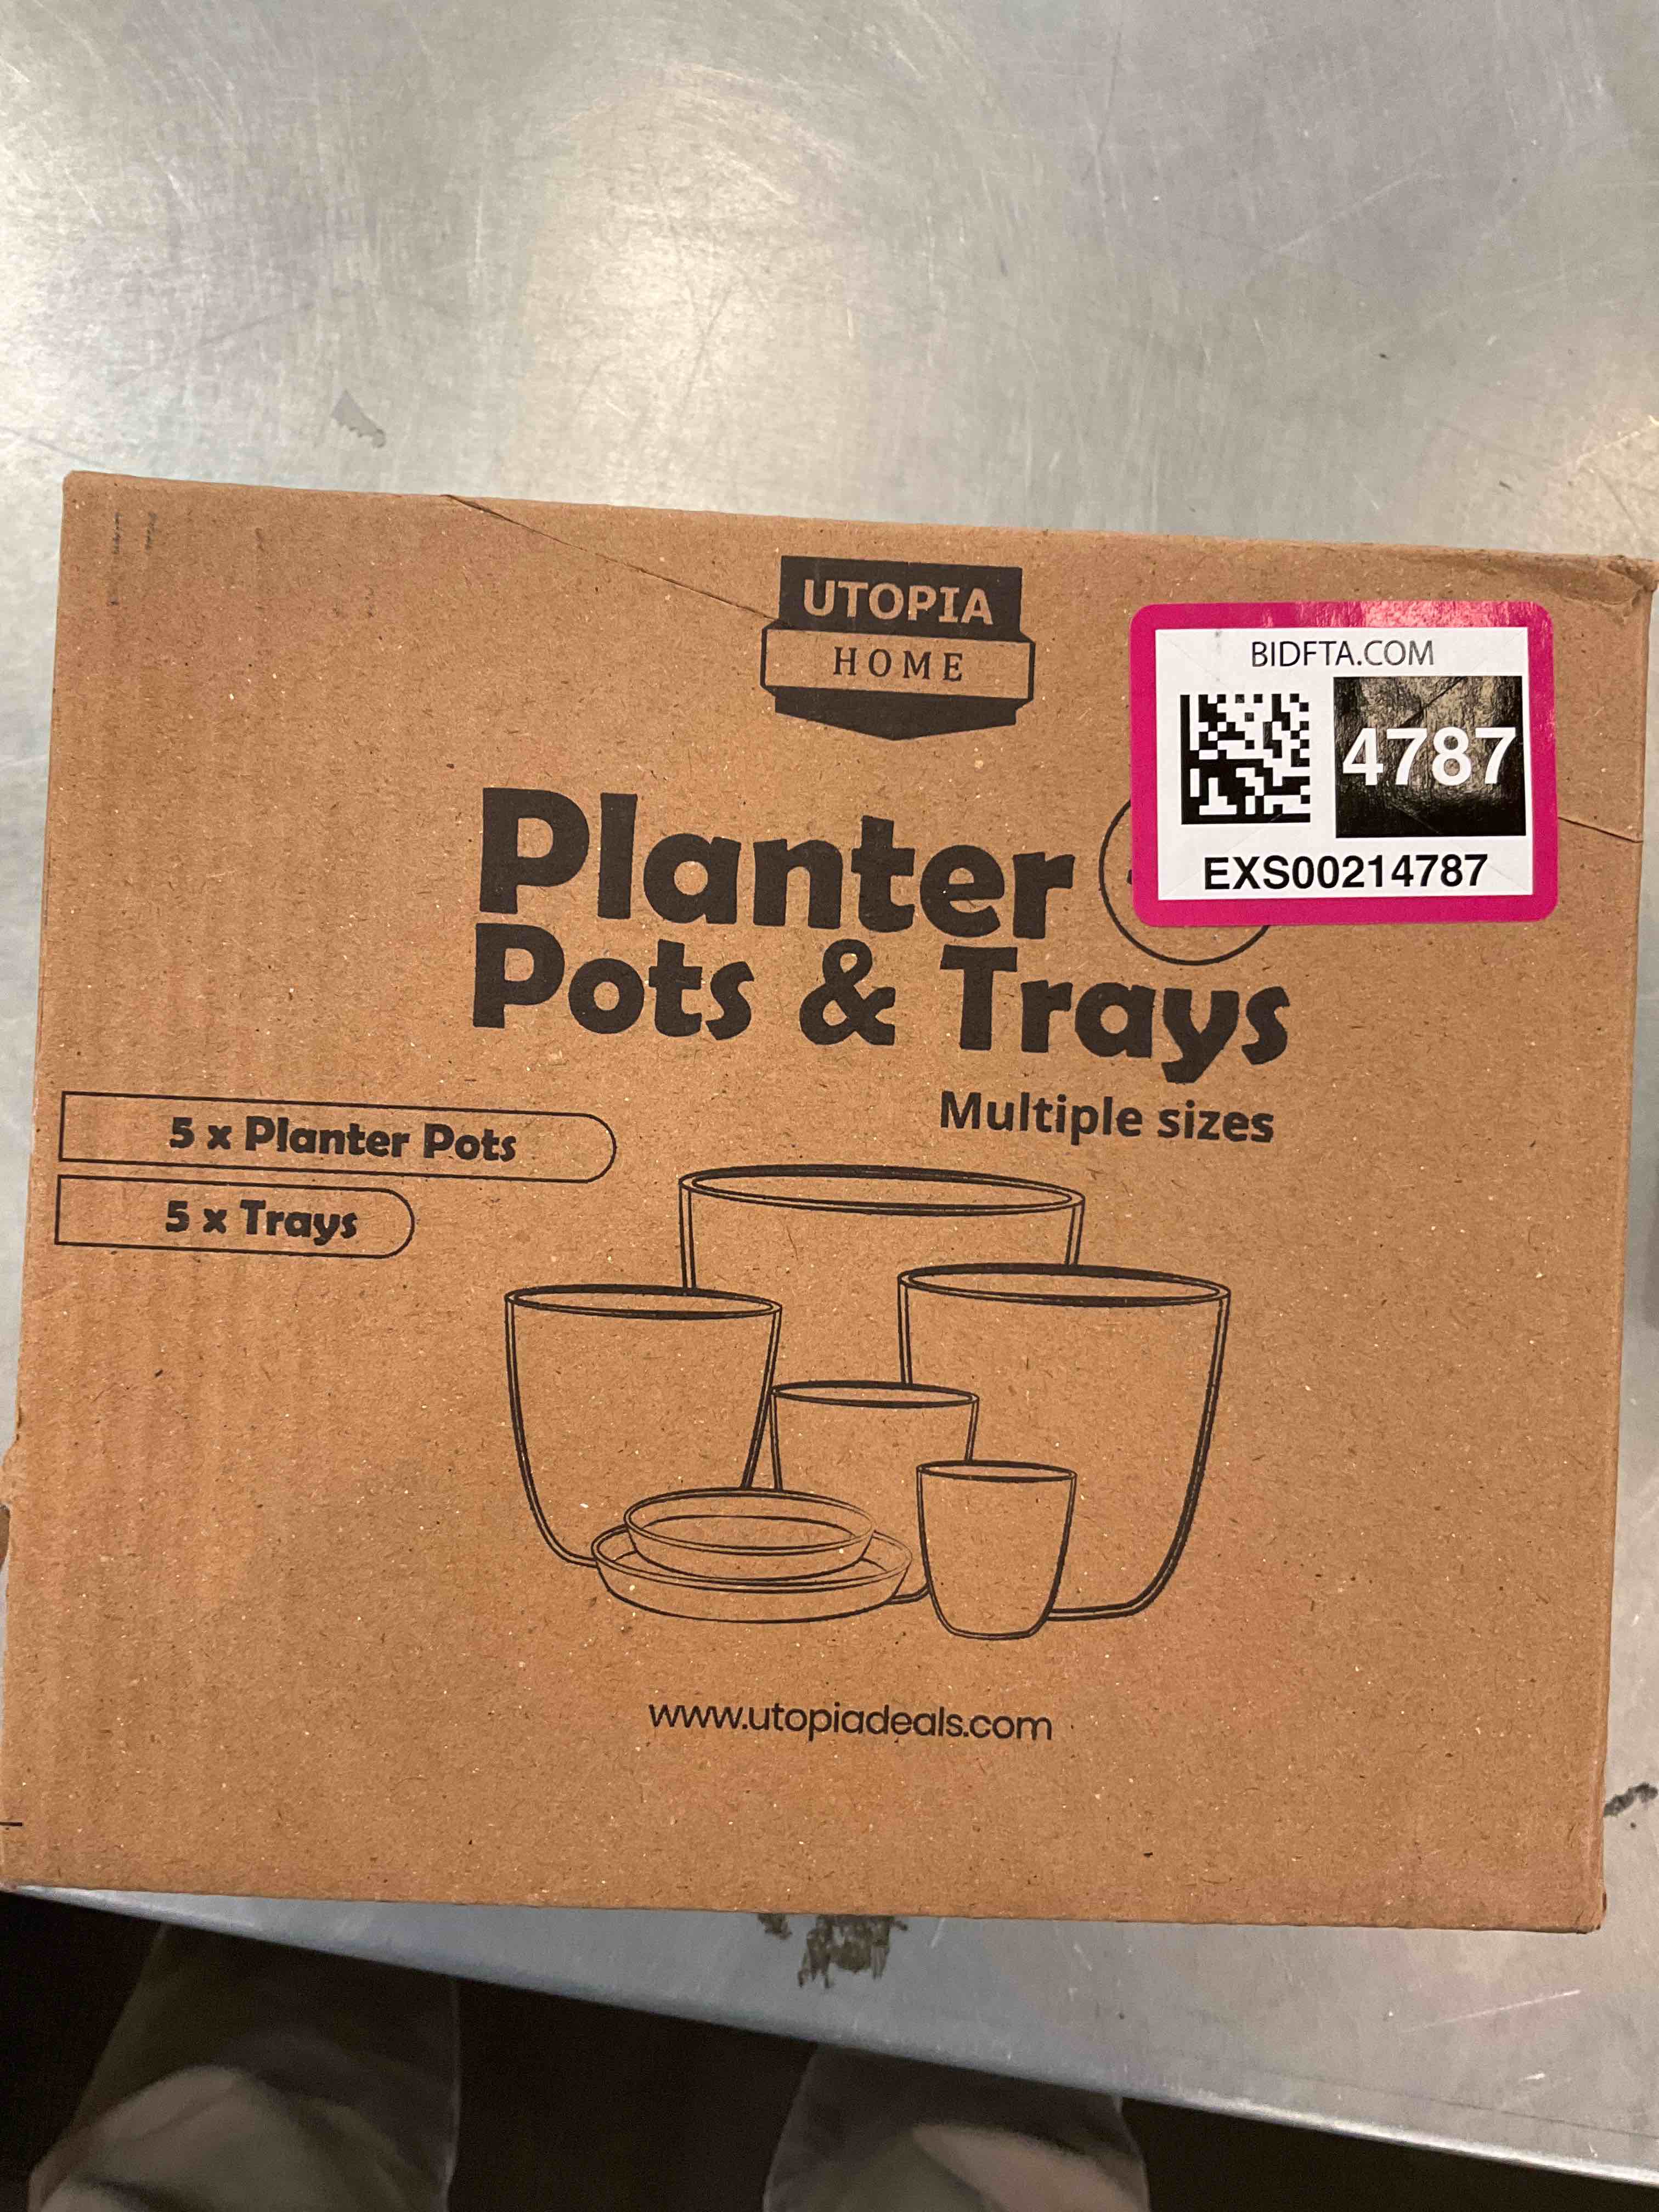 UTOPIA
HOME
BIDFTA.COM
4787
EXS00214787
Planter
Pots & Trays
Multiple sizes
5 x Planter Pots
5 x Trays
www.utopiadeals.com